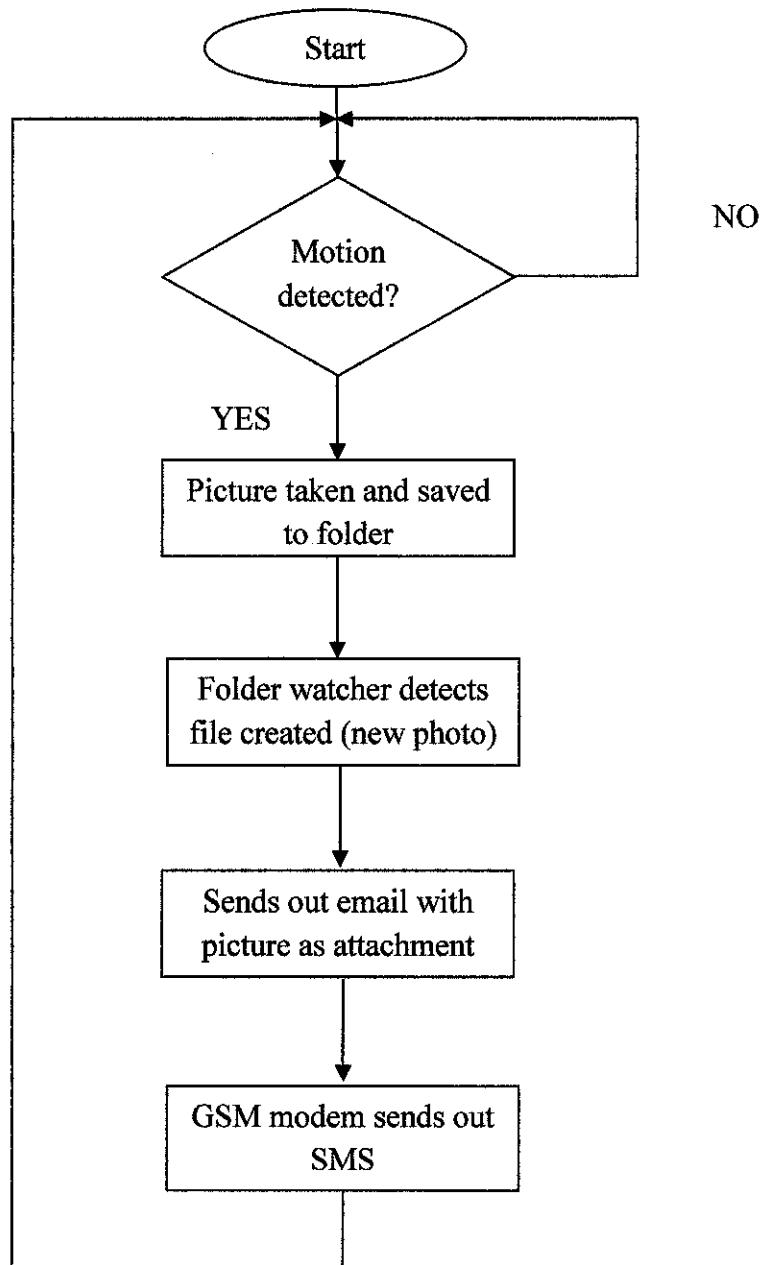 Start
NO
Motion
detected?
YES
Picture taken and saved
to folder
Folder watcher detects
file created (new photo)
Sends out email with
picture as attachment
GSM modem sends out
SMS